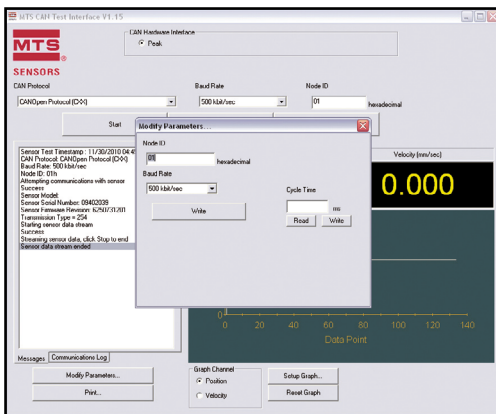 MTS CAN Test Interface V1.15
CAN Hardware Interface
Peak
MTS
®
SENSORS
CAN Protocol
Baud Rate
Node ID
CANOpen Protocol (CXX)
500 kbit/sec
01
hexadecimal
Start
Modify Parameters...
Node ID
01
hexadecimal
Baud Rate
500 kbit/sec
Write
Cycle Time
ms
Read
Write
Sensor Test Timestamp : 11/30/2010 04:4
CAN Protocol: CANOpen Protocol (CXX)
Baud Rate: 500 kbit/sec
Node ID: 01h
Attempting communications with sensor
Success
Sensor Model:
Sensor Serial Number: 09402039
Sensor Firmware Revision: 6250731201
Transmission Type = 254
Starting sensor data stream
Success
Streaming sensor data, click Stop to end
Sensor data stream ended
Velocity (mm/sec)
0.000
0
0 20 40 60 80 100 120 140
Data Point
Messages
Communications Log
Modify Parameters...
Print...
Graph Channel
Position
Velocity
Setup Graph...
Reset Graph